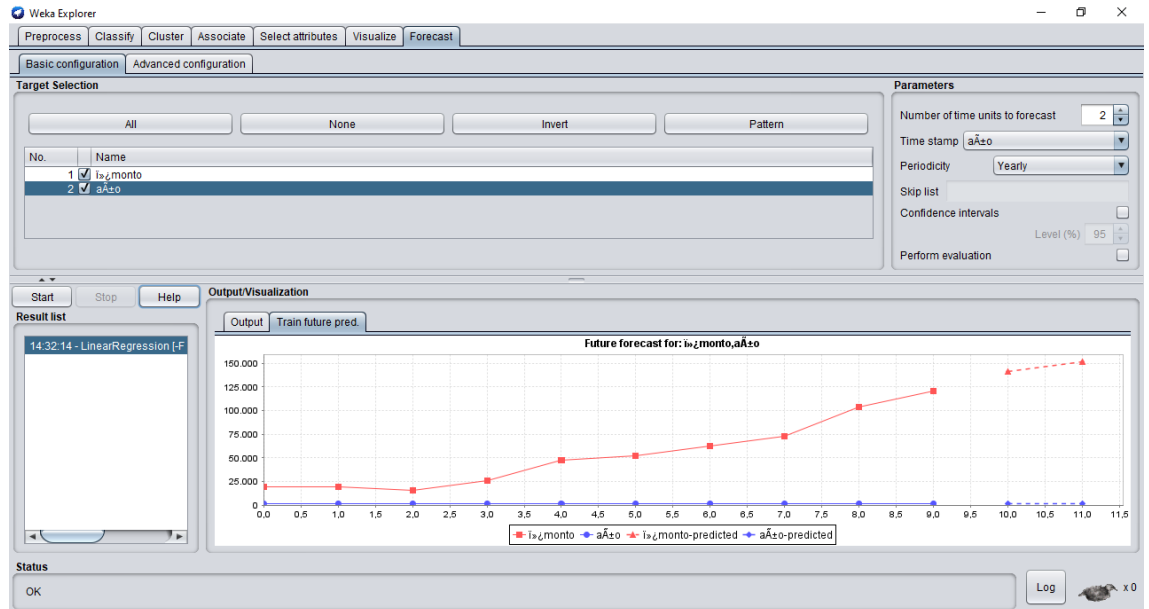 Weka Explorer
Preprocess Classify Cluster Associate Select attributes Visualize Forecast
Basic configuration Advanced configuration
Target Selection
All None Invert Pattern
No. Name
1 ï»¿monto
2 aÃ±o
Parameters
Number of time units to forecast 2
Time stamp aÃ±o
Periodicity Yearly
Skip list
Confidence intervals
Level (%) 95
Perform evaluation
Start Stop Help
Result list
14:32:14 - LinearRegression [-F
Output/Visualization
Output Train future pred.
Future forecast for: ï»¿monto,aÃ±o
150.000
125.000
100.000
75.000
50.000
25.000
0
0,0 0,5 1,0 1,5 2,0 2,5 3,0 3,5 4,0 4,5 5,0 5,5 6,0 6,5 7,0 7,5 8,0 8,5 9,0 9,5 10,0 10,5 11,0 11,5
ï»¿monto aÃ±o ï»¿monto-predicted aÃ±o-predicted
Status
OK
Log x 0